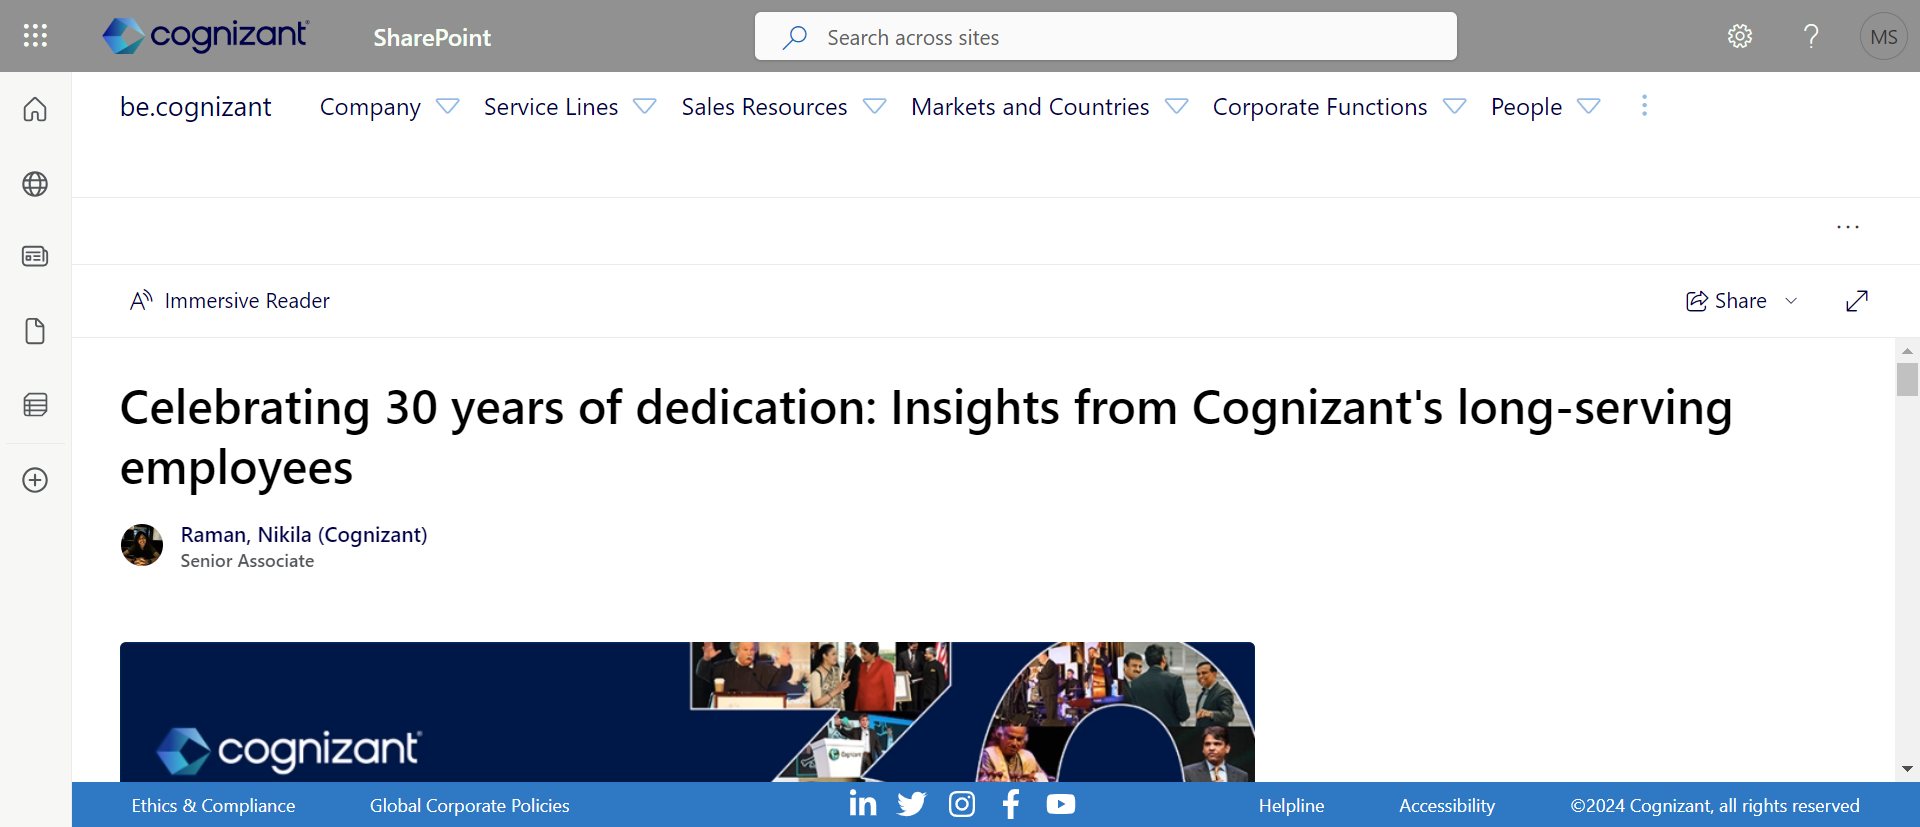 cognizant
SharePoint
Search across sites
MS
be.cognizant
Company
Service Lines
Sales Resources
Markets and Countries
Corporate Functions
People
Immersive Reader
Share
Celebrating 30 years of dedication: Insights from Cognizant's long-serving
employees
Raman, Nikila (Cognizant)
Senior Associate
cognizant
Cognizant
Ethics & Compliance
Global Corporate Policies
Helpline
Accessibility
©2024 Cognizant, all rights reserved